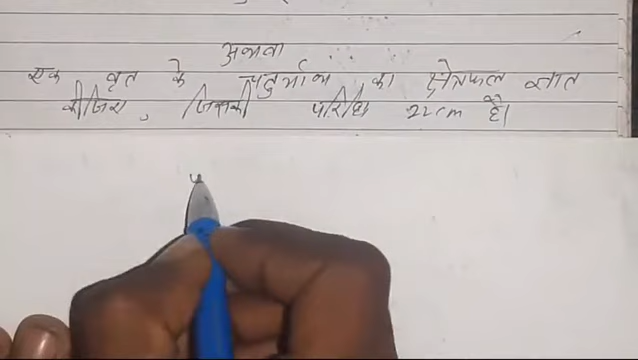 अथवा
एक वृत के चतुर्थांश का क्षेत्रफल ज्ञात
कीजिए, जिसकी परिधि 22cm है।